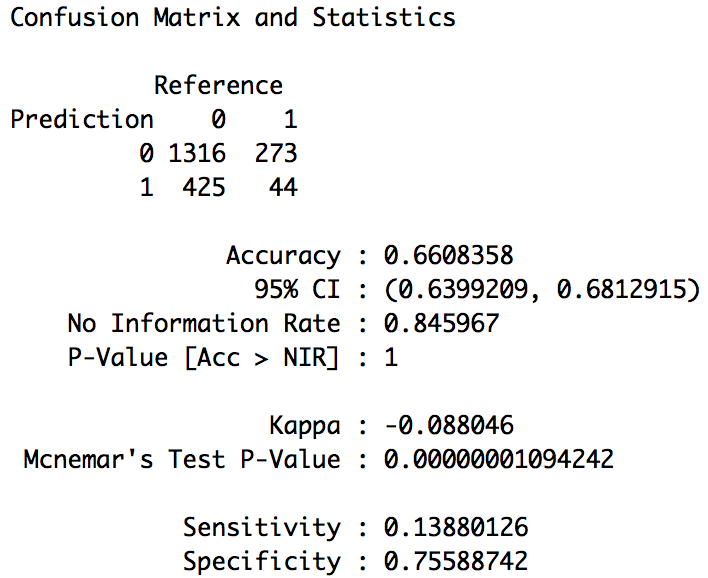 Confusion Matrix and Statistics
Reference
Prediction 0 1
0 1316 273
1 425 44
Accuracy : 0.6608358
95% CI : (0.6399209, 0.6812915)
No Information Rate : 0.845967
P-Value [Acc > NIR] : 1
Kappa : -0.088046
Mcnemar's Test P-Value : 0.00000001094242
Sensitivity : 0.13880126
Specificity : 0.75588742